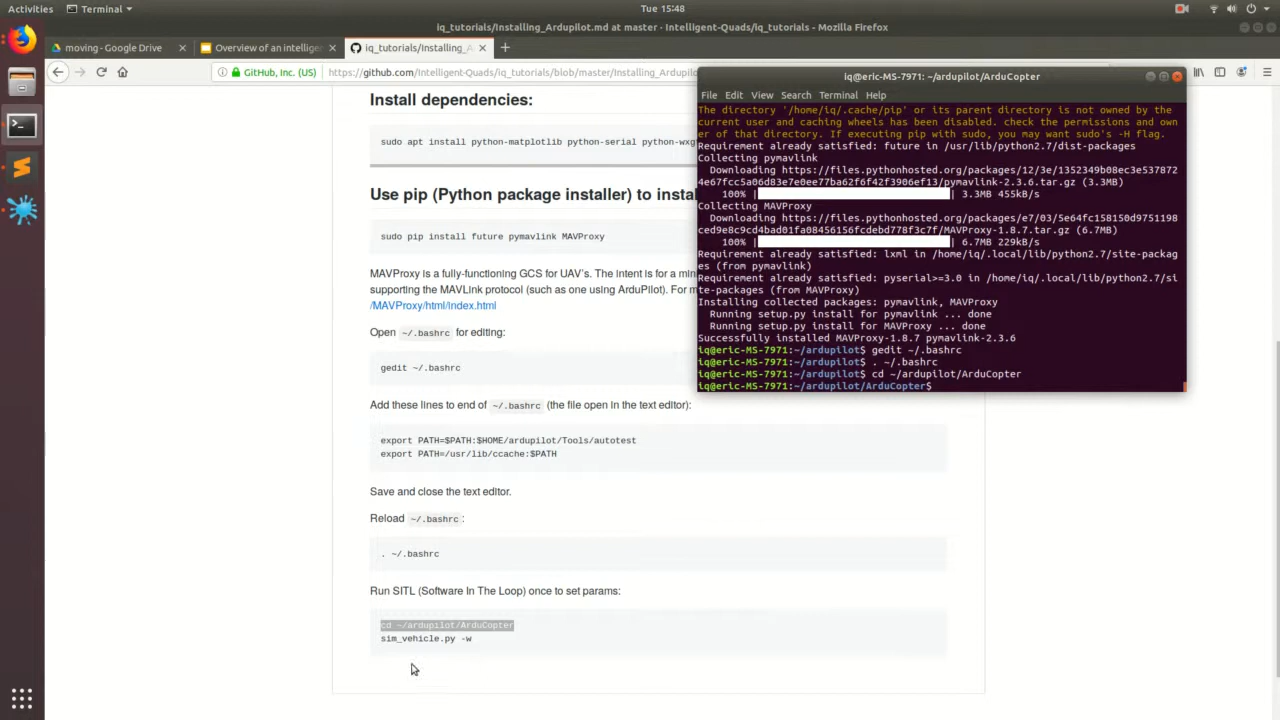 Activities
Terminal
Tue 15:48
iq_tutorials/Installing_Ardupilot.md at master · Intelligent-Quads/iq_tutorials - Mozilla Firefox
moving - Google Drive
Overview of an intellige
iq_tutorials/Installing_A
GitHub, Inc. (US)
https://github.com/Intelligent-Quads/iq_tutorials/blob/master/Installing_Ardupilo
Install dependencies:
sudo apt install python-matplotlib python-serial python-wxg
Use pip (Python package installer) to instal
sudo pip install future pymavlink MAVProxy
MAVProxy is a fully-functioning GCS for UAV's. The intent is for a min
supporting the MAVLink protocol (such as one using ArduPilot). For m
/MAVProxy/html/index.html
Open ~/.bashrc for editing:
gedit ~/.bashrc
Add these lines to end of ~/.bashrc (the file open in the text editor):
export PATH=$PATH:$HOME/ardupilot/Tools/autotest
export PATH=/usr/lib/ccache:$PATH
Save and close the text editor.
Reload ~/.bashrc :
. ~/.bashrc
Run SITL (Software In The Loop) once to set params:
cd ~/ardupilot/ArduCopter
sim_vehicle.py -w
iq@eric-MS-7971: ~/ardupilot/ArduCopter
File Edit View Search Terminal Help
The directory '/home/iq/.cache/pip' or its parent directory is not owned by the
current user and caching wheels has been disabled. check the permissions and own
er of that directory. If executing pip with sudo, you may want sudo's -H flag.
Requirement already satisfied: future in /usr/lib/python2.7/dist-packages
Collecting pymavlink
Downloading https://files.pythonhosted.org/packages/12/3e/1352349b08ec3e537872
4e67fcc5a06d83e7e0ee77ba62f6f42f3906ef13/pymavlink-2.3.6.tar.gz (3.3MB)
100% | | 3.3MB 455kB/s
Collecting MAVProxy
Downloading https://files.pythonhosted.org/packages/e7/03/5e64fc158150d9751198
ced9e8c9cd4bad01fa08456156fcdebd778f3c7f/MAVProxy-1.8.7.tar.gz (6.7MB)
100% | | 6.7MB 229kB/s
Requirement already satisfied: lxml in /home/iq/.local/lib/python2.7/site-packag
es (from pymavlink)
Requirement already satisfied: pyserial>=3.0 in /home/iq/.local/lib/python2.7/si
te-packages (from MAVProxy)
Installing collected packages: pymavlink, MAVProxy
Running setup.py install for pymavlink ... done
Running setup.py install for MAVProxy ... done
Successfully installed MAVProxy-1.8.7 pymavlink-2.3.6
iq@eric-MS-7971:~/ardupilot$ gedit ~/.bashrc
iq@eric-MS-7971:~/ardupilot$ . ~/.bashrc
iq@eric-MS-7971:~/ardupilot$ cd ~/ardupilot/ArduCopter
iq@eric-MS-7971:~/ardupilot/ArduCopter$